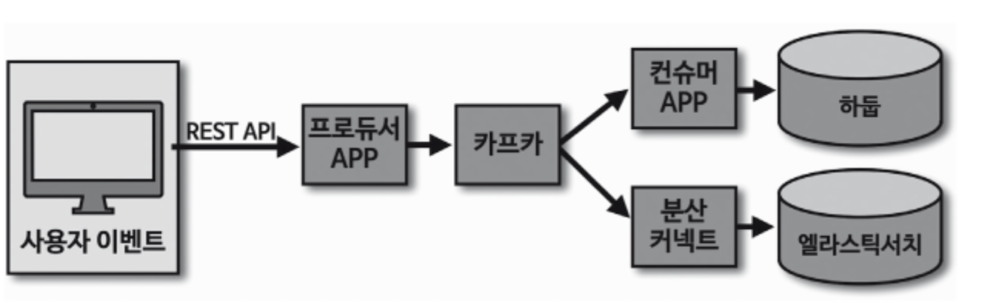 사용자 이벤트
REST API
프로듀서
APP
카프카
컨슈머
APP
하둡
분산
커넥트
엘라스틱서치